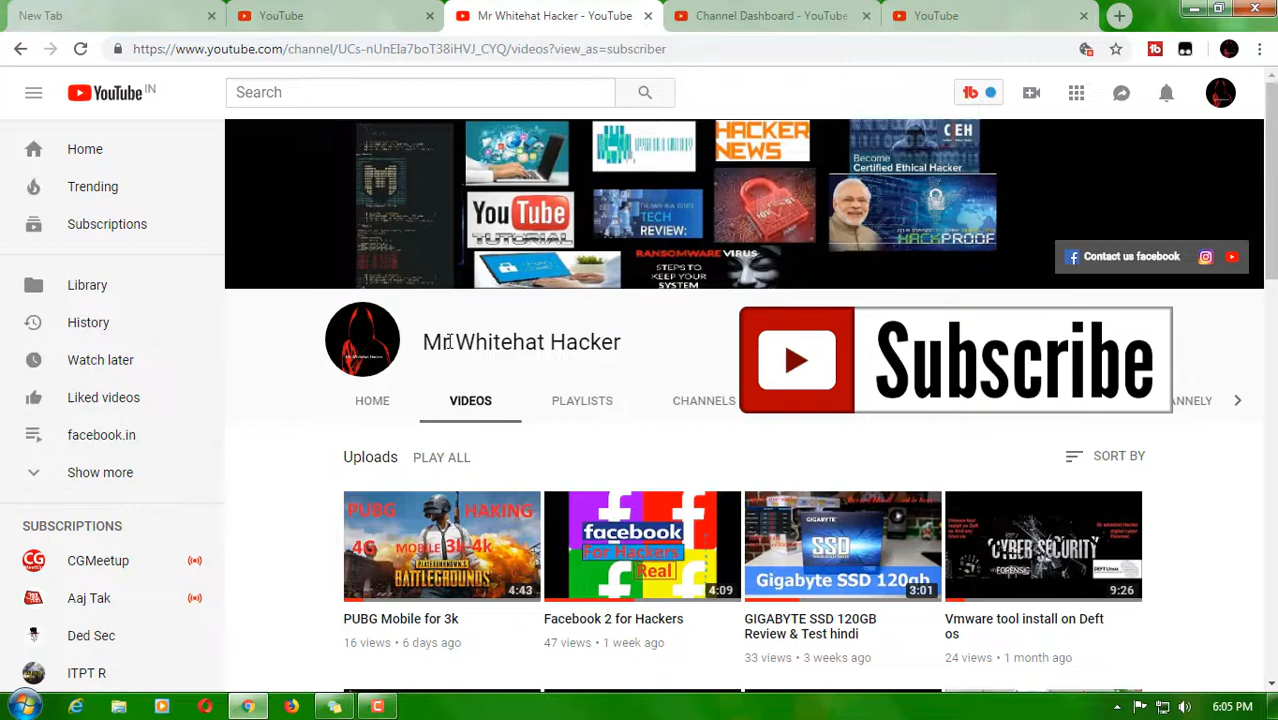 New Tab
YouTube
Mr Whitehat Hacker - YouTube
Channel Dashboard - YouTube
YouTube
https://www.youtube.com/channel/UCs-nUnEIa7boT38iHVJ_CYQ/videos?view_as=subscriber
YouTube IN
Search
Home
Trending
Subscriptions
Library
History
Watch later
Liked videos
facebook.in
Show more
SUBSCRIPTIONS
CGMeetup
Aaj Tak
Ded Sec
ITPT R
HACKER
NEWS
CEH
Become
Certified Ethical Hacker
YouTube
TUTORIAL
TECH
REVIEW:
HACKPROOF
RANSOMWARE VIRUS
STEPS TO
KEEP YOUR
SYSTEM
Contact us facebook
Mr Whitehat Hacker
Subscribe
HOME
VIDEOS
PLAYLISTS
CHANNELS
ANNELY
Uploads
PLAY ALL
SORT BY
PUBG HAKING
4G MOBILE 3k-4k
BATTLEGROUNDS
4:43
PUBG Mobile for 3k
16 views • 6 days ago
facebook
For Hackers
Real
4:09
Facebook 2 for Hackers
47 views • 1 week ago
GIGABYTE
SSD
Gigabyte SSD 120gb
3:01
GIGABYTE SSD 120GB
Review & Test hindi
33 views • 3 weeks ago
CYBER SECURITY
FORENSIC
9:26
Vmware tool install on Deft
os
24 views • 1 month ago
6:05 PM